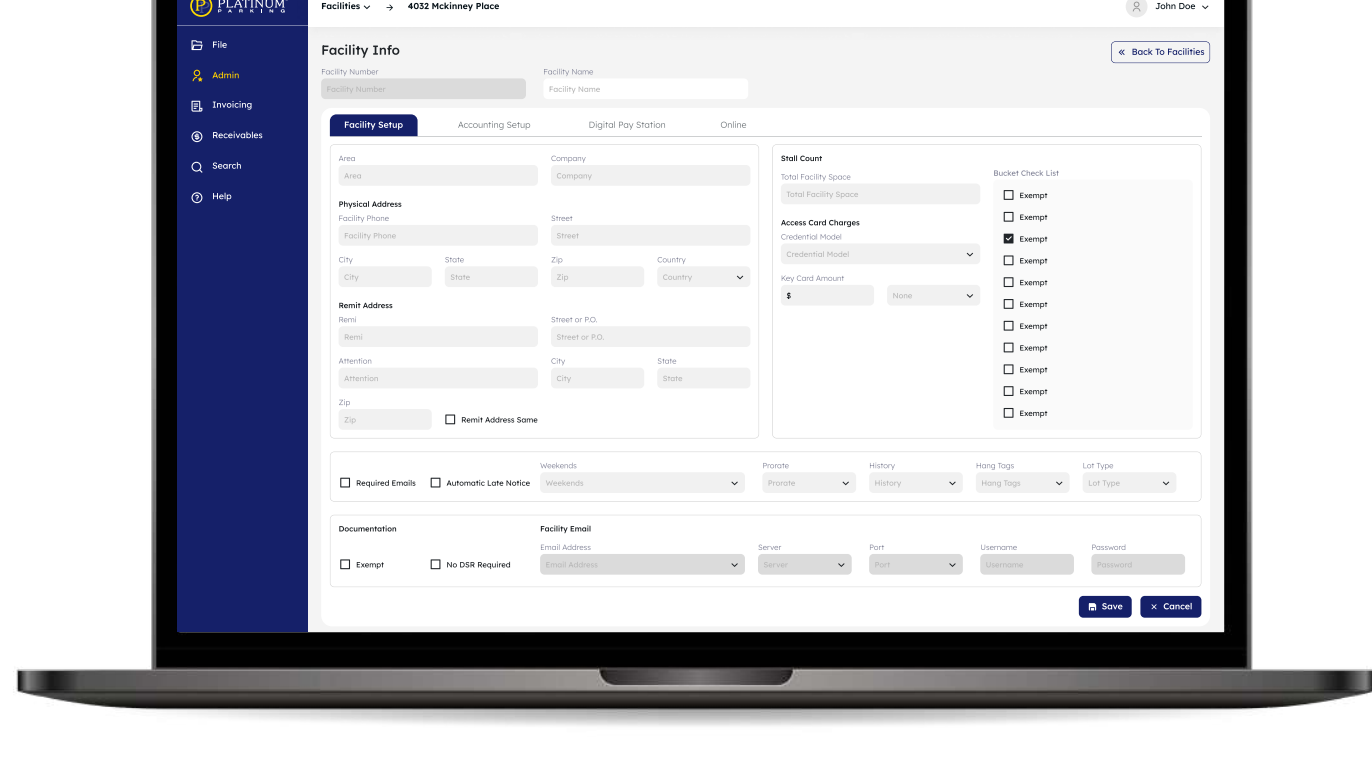 PLATINUM
PARKING
Facilities → 4032 Mckinney Place
John Doe
File
Admin
Invoicing
Receivables
Search
Help
Facility Info
« Back To Facilities
Facility Number Facility Name
Facility Number Facility Name
Facility Setup Accounting Setup Digital Pay Station Online
Area Company
Area Company
Physical Address
Facility Phone Street
Facility Phone Street
City State Zip Country
City State Zip Country
Remit Address
Remi Street or P.O.
Remi Street or P.O.
Attention City State
Attention City State
Zip
Zip Remit Address Same
Stall Count
Total Facility Space
Total Facility Space
Access Card Charges
Credential Model
Credential Model
Key Card Amount
$ None
Bucket Check List
Exempt
Exempt
Exempt
Exempt
Exempt
Exempt
Exempt
Exempt
Exempt
Exempt
Exempt
Weekends Prorate History Hang Tags Lot Type
Required Emails Automatic Late Notice Weekends Prorate History Hang Tags Lot Type
Documentation Facility Email
Email Address Server Port Username Password
Exempt No DSR Required Email Address Server Port Username Password
Save × Cancel